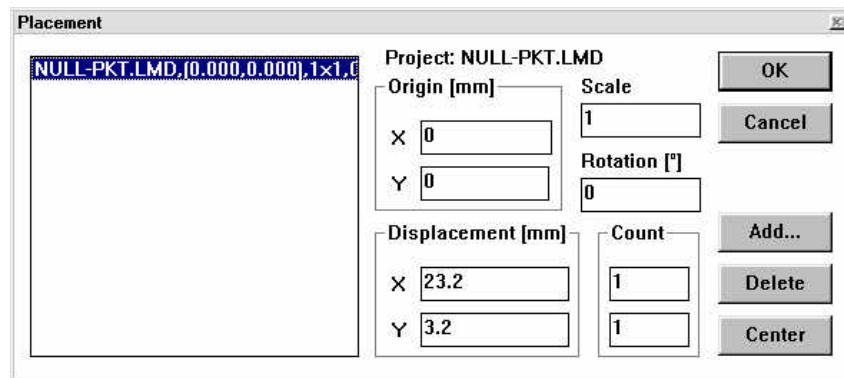 Placement
NULL-PKT.LMD,(0.000,0.000),1x1,0
Project: NULL-PKT.LMD
Origin [mm]
X 0
Y 0
Scale
1
Rotation [°]
0
Displacement [mm]
X 23.2
Y 3.2
Count
1
1
OK
Cancel
Add...
Delete
Center